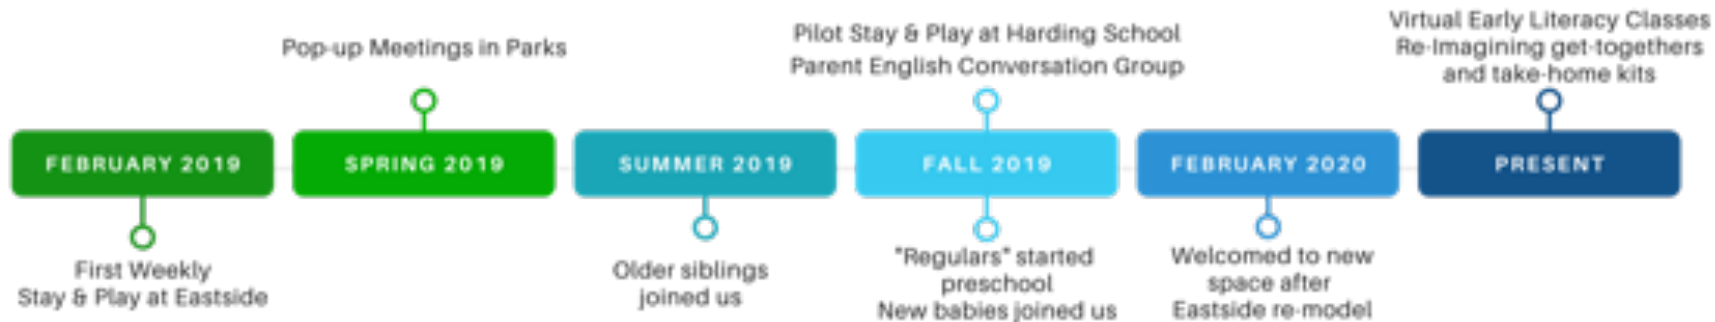 Pop-up Meetings in Parks
Pilot Stay & Play at Harding School
Parent English Conversation Group
Virtual Early Literacy Classes
Re-Imagining get-togethers
and take-home kits
FEBRUARY 2019
SPRING 2019
SUMMER 2019
FALL 2019
FEBRUARY 2020
PRESENT
First Weekly
Stay & Play at Eastside
Older siblings
joined us
"Regulars" started
preschool
New babies joined us
Welcomed to new
space after
Eastside re-model